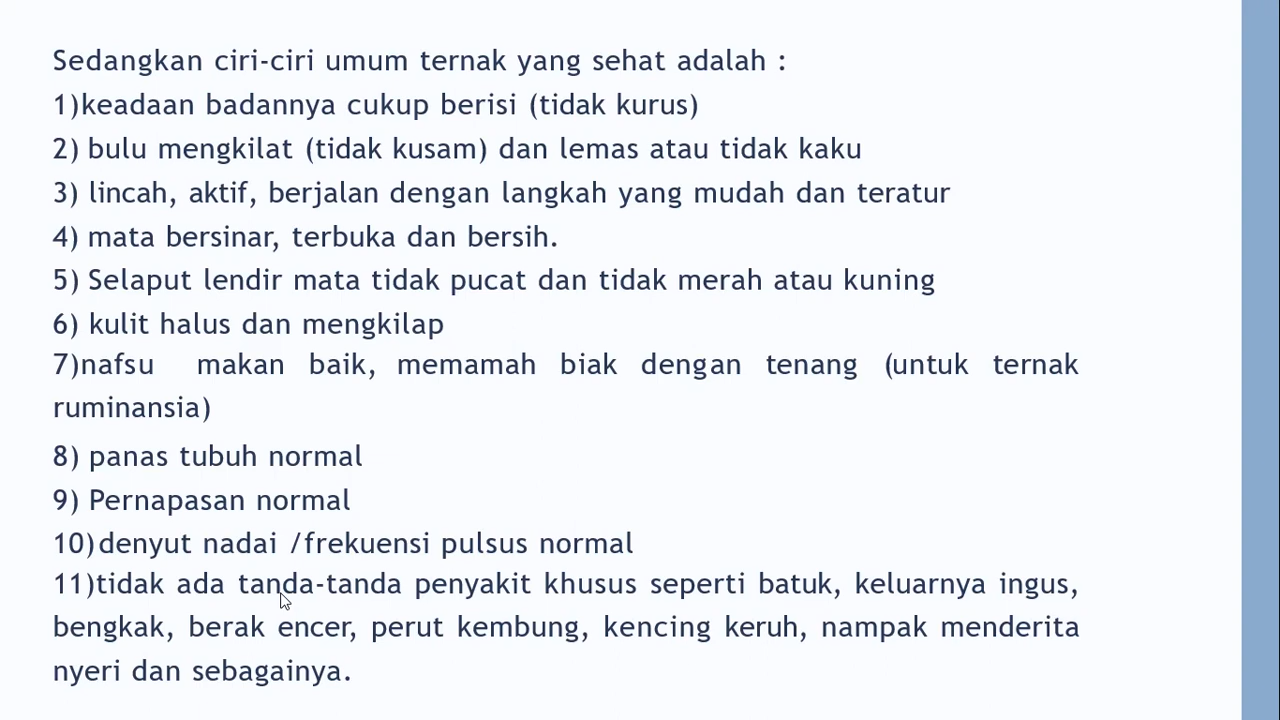 Sedangkan ciri-ciri umum ternak yang sehat adalah :
1)keadaan badannya cukup berisi (tidak kurus)
2) bulu mengkilat (tidak kusam) dan lemas atau tidak kaku
3) lincah, aktif, berjalan dengan langkah yang mudah dan teratur
4) mata bersinar, terbuka dan bersih.
5) Selaput lendir mata tidak pucat dan tidak merah atau kuning
6) kulit halus dan mengkilap
7)nafsu makan baik, memamah biak dengan tenang (untuk ternak
ruminansia)
8) panas tubuh normal
9) Pernapasan normal
10)denyut nadai /frekuensi pulsus normal
11)tidak ada tanda-tanda penyakit khusus seperti batuk, keluarnya ingus,
bengkak, berak encer, perut kembung, kencing keruh, nampak menderita
nyeri dan sebagainya.